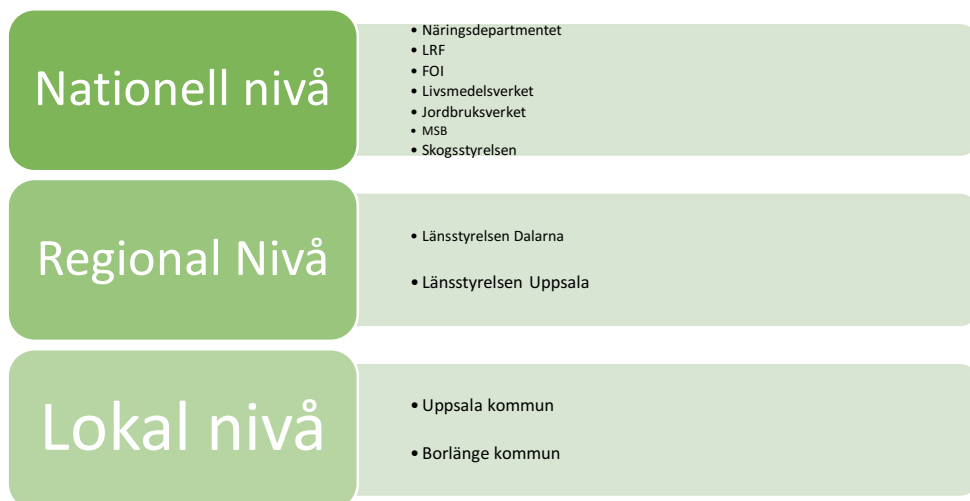 Nationell nivå
• Näringsdepartmentet
• LRF
• FOI
• Livsmedelsverket
• Jordbruksverket
• MSB
• Skogsstyrelsen
Regional Nivå
• Länsstyrelsen Dalarna
• Länsstyrelsen Uppsala
Lokal nivå
• Uppsala kommun
• Borlänge kommun